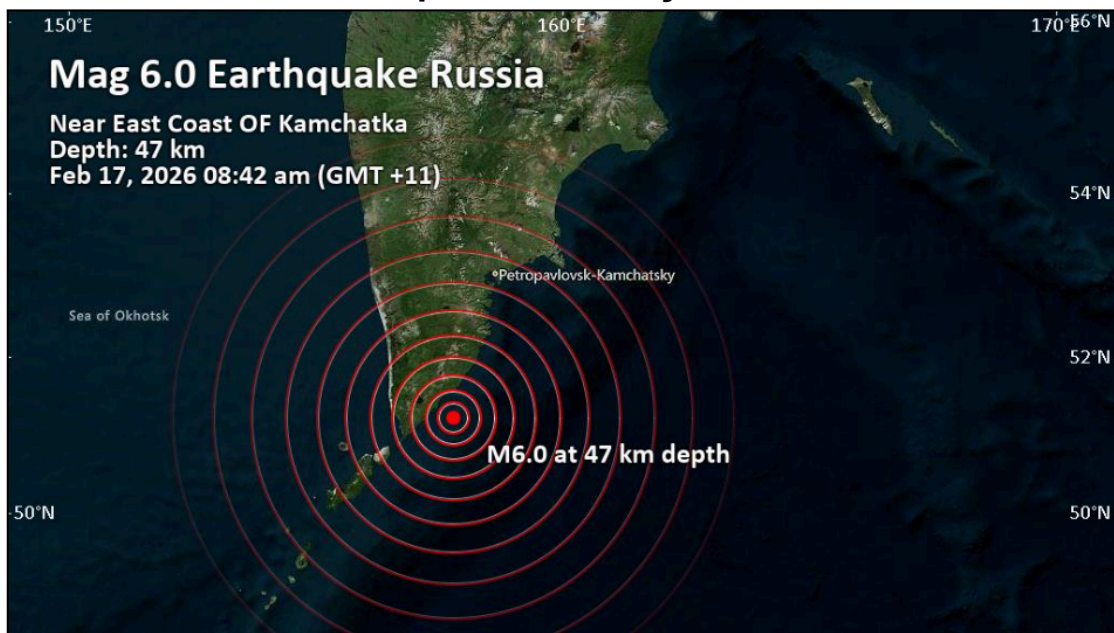 150°E
160°E
170°E
56°N
Mag 6.0 Earthquake Russia
Near East Coast OF Kamchatka
Depth: 47 km
Feb 17, 2026 08:42 am (GMT +11)
54°N
Petropavlovsk-Kamchatsky
Sea of Okhotsk
52°N
M6.0 at 47 km depth
50°N
50°N